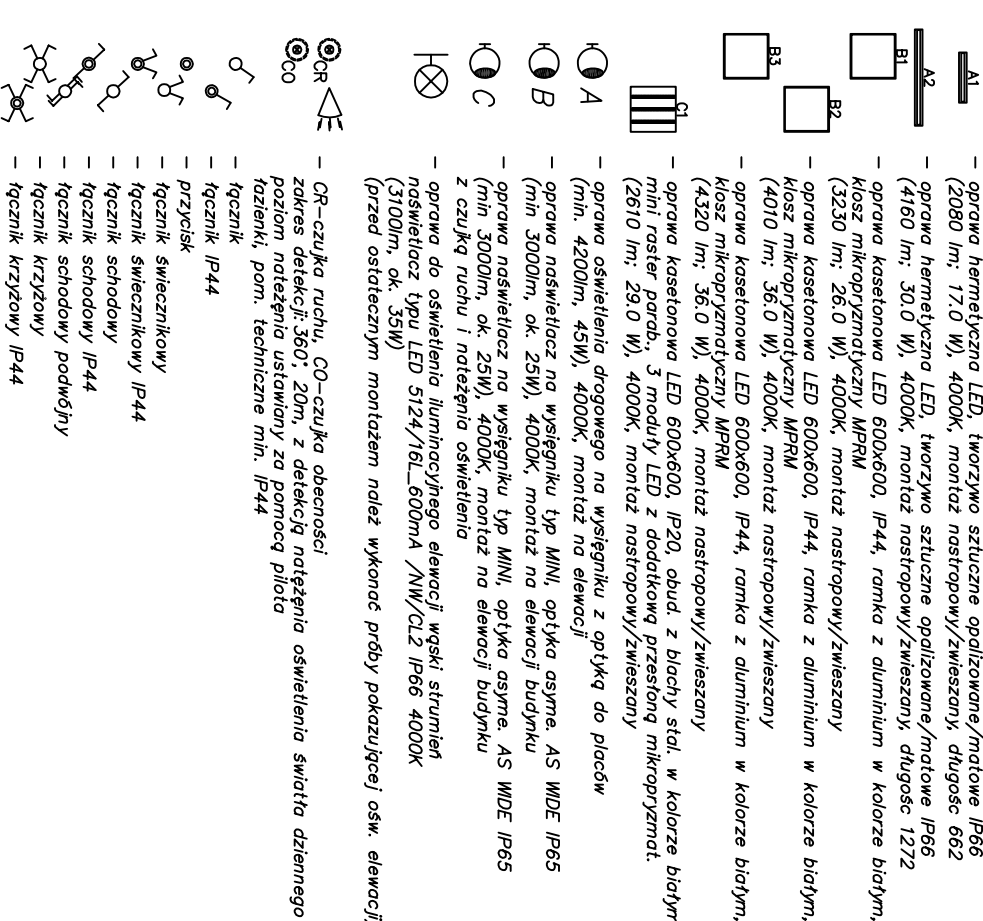 A1
– oprawa hermetyczna LED, tworzywo sztuczne opalizowane/matowe IP66
(2080 lm; 17.0 W), 4000K, montaż nastropowy/zwieszany, długośc 662
A2
– oprawa hermetyczna LED, tworzywo sztuczne opalizowane/matowe IP66
(4160 lm; 30.0 W), 4000K, montaż nastropowy/zwieszany, długośc 1272
B1
– oprawa kasetonowa LED 600x600, IP44, ramka z aluminium w kolorze białym,
klosz mikropryzmatyczny MPRM
(3230 lm; 26.0 W), 4000K, montaż nastropowy/zwieszany
B2
– oprawa kasetonowa LED 600x600, IP44, ramka z aluminium w kolorze białym,
klosz mikropryzmatyczny MPRM
(4010 lm; 36.0 W), 4000K, montaż nastropowy/zwieszany
B3
– oprawa kasetonowa LED 600x600, IP44, ramka z aluminium w kolorze białym,
klosz mikropryzmatyczny MPRM
(4320 lm; 36.0 W), 4000K, montaż nastropowy/zwieszany
C1
– oprawa kasetonowa LED 600x600, IP20, obud. z blachy stal. w kolorze białym
mini raster parab., 3 moduły LED z dodatkową przesłoną mikropryzmat.
(2610 lm; 29.0 W), 4000K, montaż nastropowy/zwieszany
A
– oprawa oświetlenia drogowego na wysięgniku z optyką do placów
(min. 4200lm, 45W), 4000K, montaż na elewacji
B
– oprawa naświetlacz na wysięgniku typ MINI, optyka asyme. AS WIDE IP65
(min 3000lm, ok. 25W), 4000K, montaż na elewacji budynku
C
– oprawa naświetlacz na wysięgniku typ MINI, optyka asyme. AS WIDE IP65
(min 3000lm, ok. 25W), 4000K, montaż na elewacji budynku
z czujką ruchu i natężenia oświetlenia
– oprawa do oświetlenia iluminacyjnego elewacji wąski strumień
naświetlacz typu LED 5124/16L_600mA /NW/CL2 IP66 4000K
(3100lm, ok. 35W)
(przed ostatecznym montażem należ wykonać próby pokazującej ośw. elewacji)
CR
CO
– CR–czujka ruchu, CO–czujka obecności
zakres detekcji: 360°, 20m, z detekcją natężenia oświetlenia światła dziennego
poziom natężenia ustawiany za pomocą pilota
łazienki, pom. techniczne min. IP44
– łącznik
– łącznik IP44
– przycisk
– łącznik świecznikowy
– łącznik świecznikowy IP44
– łącznik schodowy
– łącznik schodowy IP44
– łącznik schodowy podwójny
– łącznik krzyżowy
– łącznik krzyżowy IP44